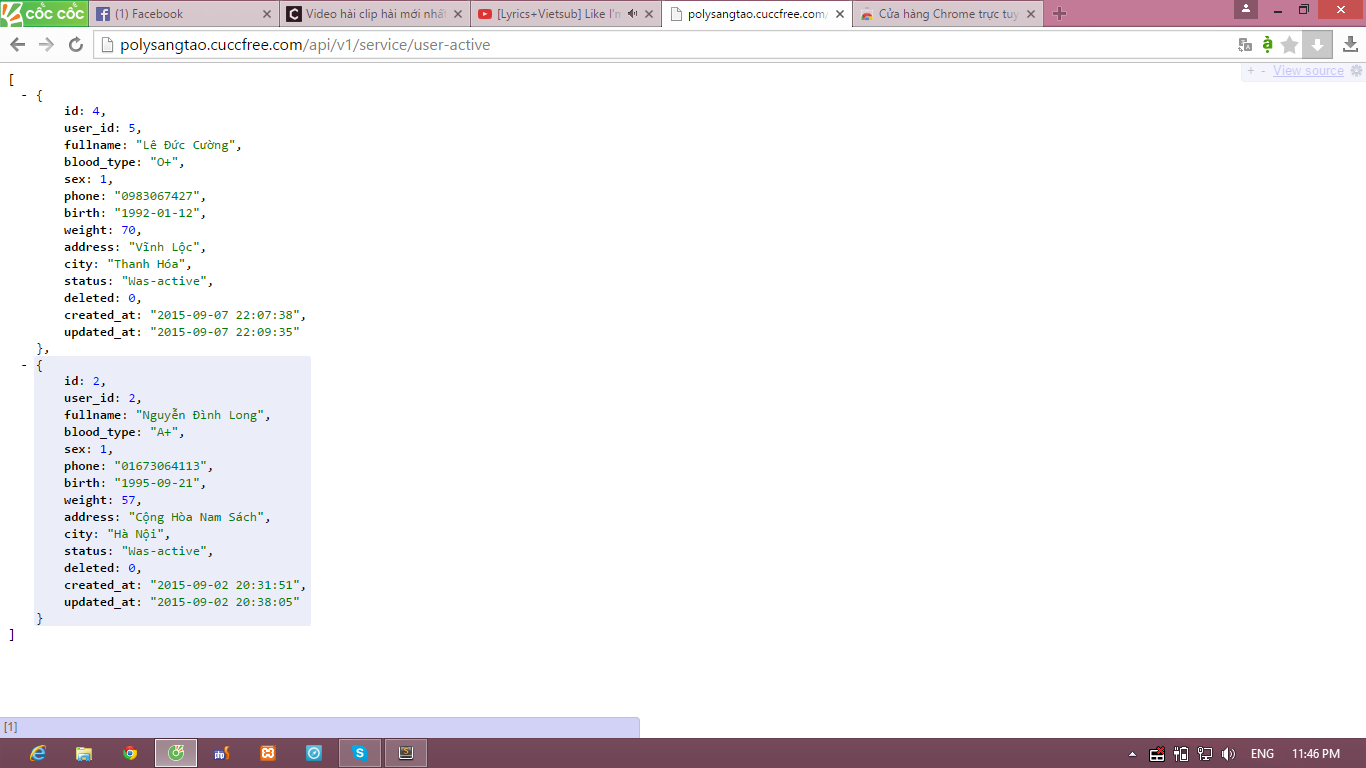 cốc cốc
(1) Facebook
Video hài clip hài mới nhất
[Lyrics+Vietsub] Like I'm
polysangtao.cuccfree.com/
Cửa hàng Chrome trực tuy
polysangtao.cuccfree.com/api/v1/service/user-active
+ - View source
[
- {
id: 4,
user_id: 5,
fullname: "Lê Đức Cường",
blood_type: "O+",
sex: 1,
phone: "0983067427",
birth: "1992-01-12",
weight: 70,
address: "Vĩnh Lộc",
city: "Thanh Hóa",
status: "Was-active",
deleted: 0,
created_at: "2015-09-07 22:07:38",
updated_at: "2015-09-07 22:09:35"
},
- {
id: 2,
user_id: 2,
fullname: "Nguyễn Đình Long",
blood_type: "A+",
sex: 1,
phone: "01673064113",
birth: "1995-09-21",
weight: 57,
address: "Cộng Hòa Nam Sách",
city: "Hà Nội",
status: "Was-active",
deleted: 0,
created_at: "2015-09-02 20:31:51",
updated_at: "2015-09-02 20:38:05"
}
]
[1]
php
ENG
11:46 PM